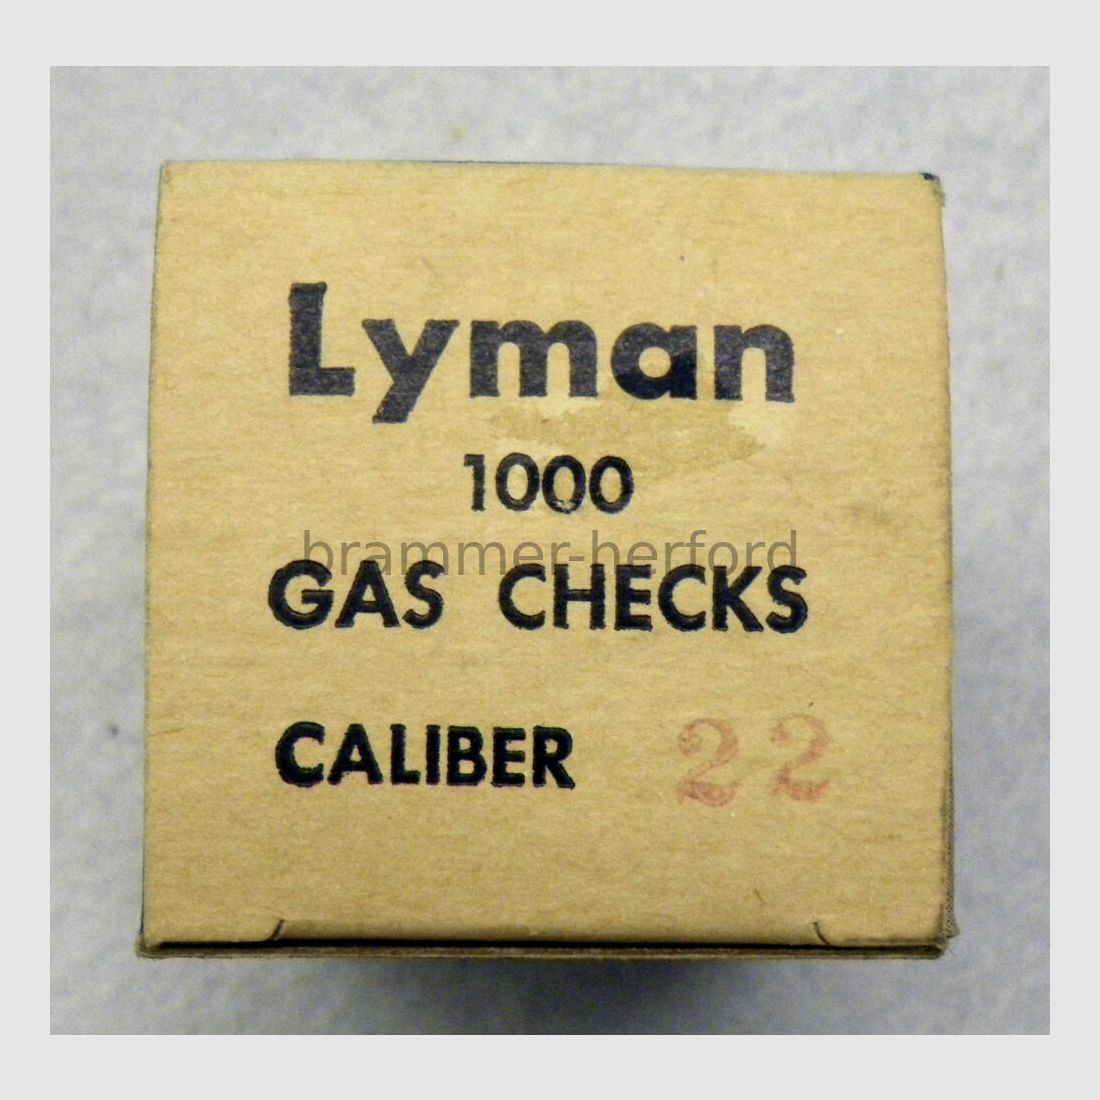 Lyman
1000
brammer-herford
GAS CHECKS
CALIBER 22